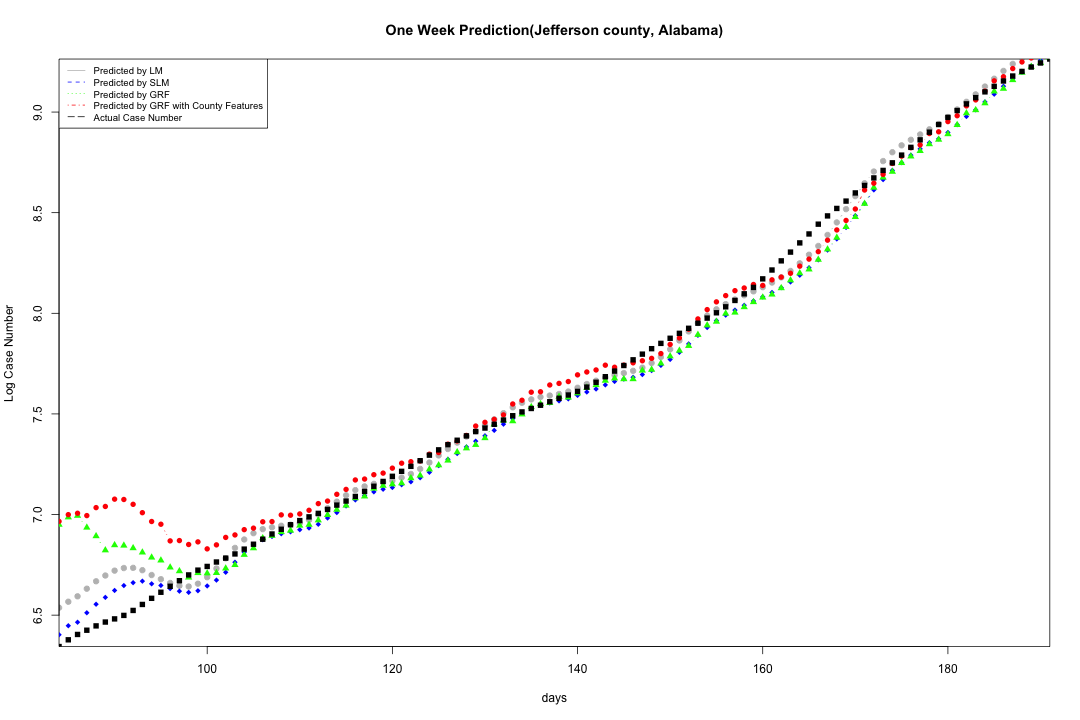 One Week Prediction(Jefferson county, Alabama)
Predicted by LM
Predicted by SLM
Predicted by GRF
Predicted by GRF with County Features
Actual Case Number
9.0
8.5
8.0
7.5
7.0
6.5
Log Case Number
100 120 140 160 180
days